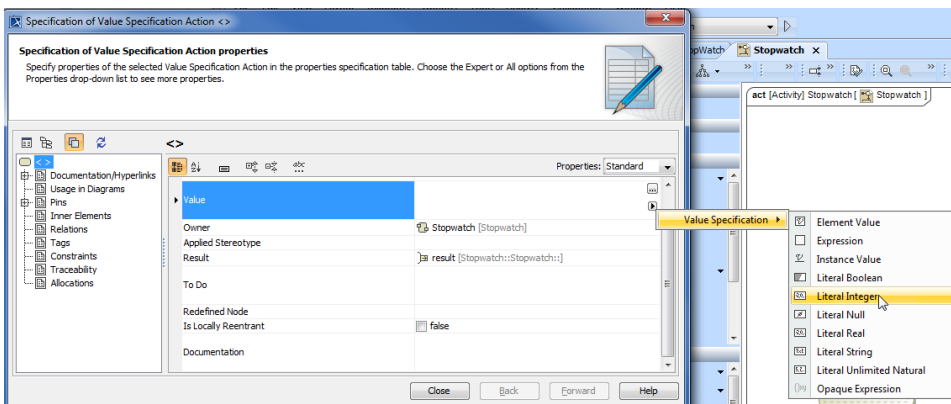 Specification of Value Specification Action <>
Specification of Value Specification Action properties
Specify properties of the selected Value Specification Action in the properties specification table. Choose the Expert or All options from the
Properties drop-down list to see more properties.
<>
Properties: Standard
< >
Documentation/Hyperlinks
Usage in Diagrams
Pins
Inner Elements
Relations
Tags
Constraints
Traceability
Allocations
Value
Owner Stopwatch [Stopwatch]
Applied Stereotype
Result result [Stopwatch::Stopwatch::]
To Do
Redefined Node
Is Locally Reentrant false
Documentation
Close Back Forward Help
Stopwatch
act [Activity] Stopwatch [ Stopwatch ]
Value Specification
Element Value
Expression
Instance Value
Literal Boolean
Literal Integer
Literal Null
Literal Real
Literal String
Literal Unlimited Natural
Opaque Expression